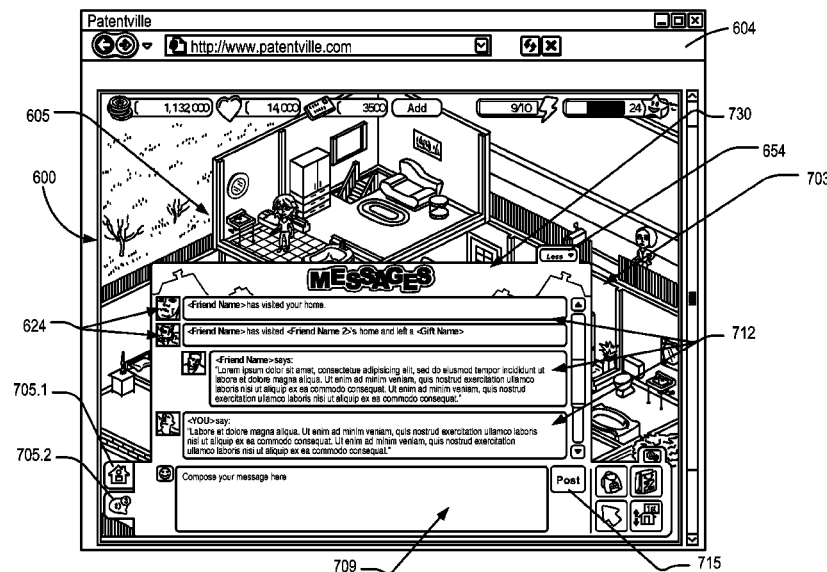 Patentville
604
http://www.patentville.com
1,132,000
14,000
3500
Add
9/10
24
605
730
654
600
703
Less
MESSAGES
<Friend Name>has visited your home.
624
<Friend Name>has visited <Friend Name 2>'s home and left a <Gift Name>
712
<Friend Name>says:
"Lorem ipsum dolor sit amet, consectetue adipisicing elit, sed do eiusmod tempor incididunt ut
labore et dolore magna aliqua. Ut enim ad minim veniam, quis nostrud exercitation ullamco
laboris nisi ut aliquip ex ea commodo consequat. Ut enim ad minim veniam, quis nostrud
exercitation ullamco laboris nisi ut aliquip ex ea commodo consequat."
705.1
<YOU>say:
"Labore et dolore magna aliqua. Ut enim ad minim veniam, quis nostrud exercitation ullamco laboris
nisi ut aliquip ex ea commodo consequat. Ut enim ad minim veniam, quis nostrud exercitation
ullamco laboris nisi ut aliquip ex ea commodo consequat."
705.2
Compose your message here
Post
709
715